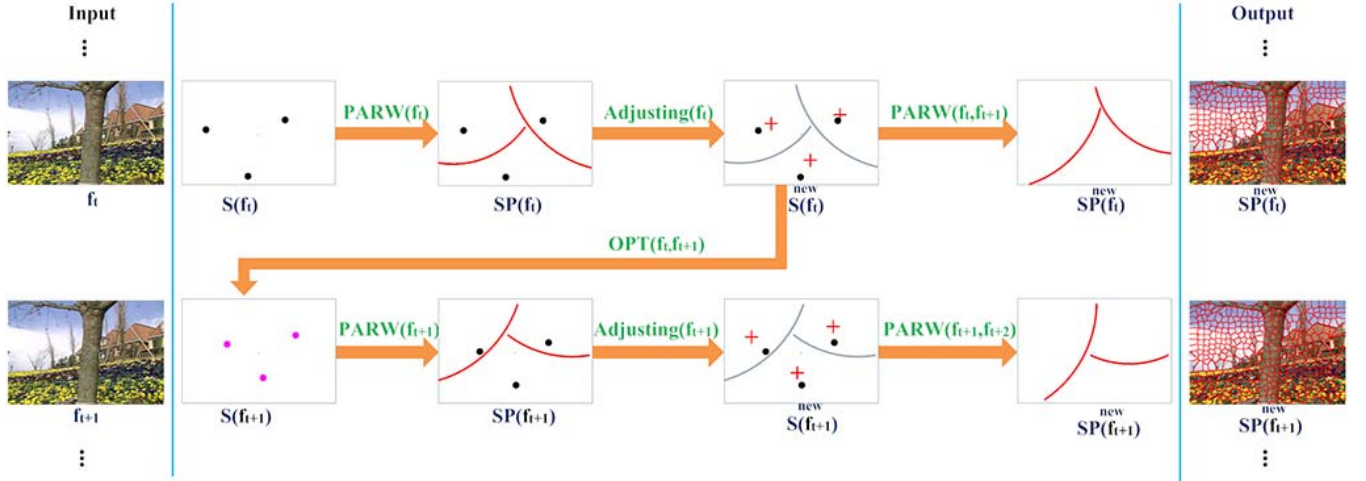 Input
Output
PARW(fₜ)
Adjusting(fₜ)
PARW(fₜ,fₜ₊₁)
fₜ
S(fₜ)
SP(fₜ)
new
S(fₜ)
new
SP(fₜ)
new
SP(fₜ)
OPT(fₜ,fₜ₊₁)
PARW(fₜ₊₁)
Adjusting(fₜ₊₁)
PARW(fₜ₊₁,fₜ₊₂)
fₜ₊₁
S(fₜ₊₁)
SP(fₜ₊₁)
new
S(fₜ₊₁)
new
SP(fₜ₊₁)
new
SP(fₜ₊₁)